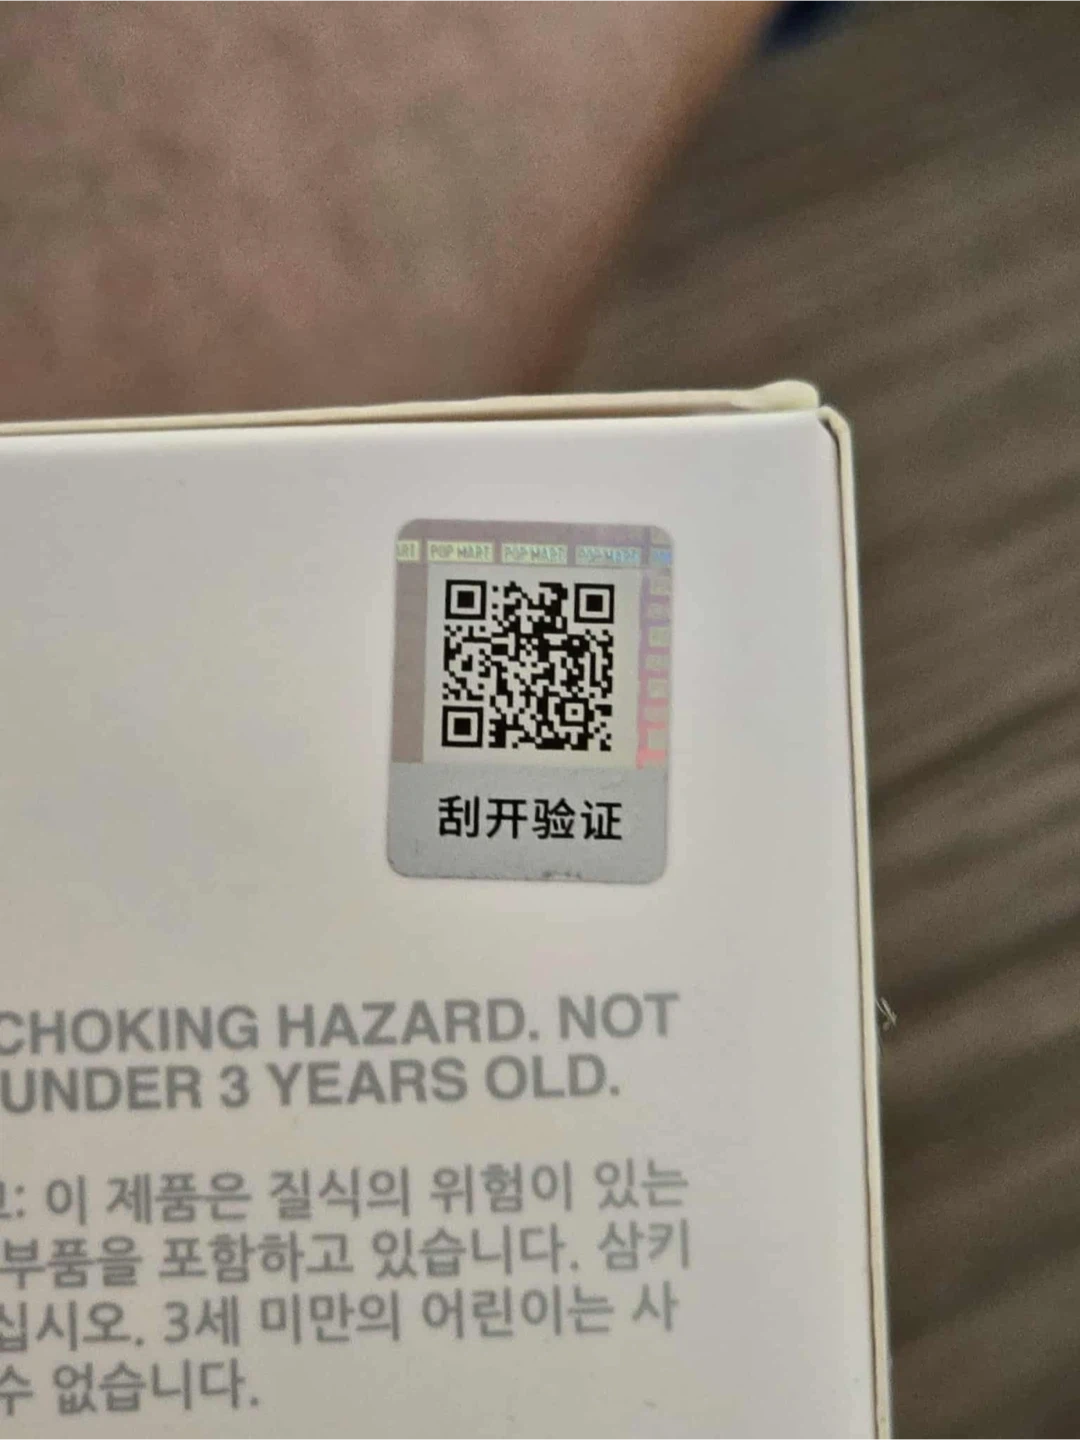 ART POP MART POP MART POP MART
刮开验证
CHOKING HAZARD. NOT
UNDER 3 YEARS OLD.
: 이 제품은 질식의 위험이 있는
부품을 포함하고 있습니다. 삼키
십시오. 3세 미만의 어린이는 사
수 없습니다.